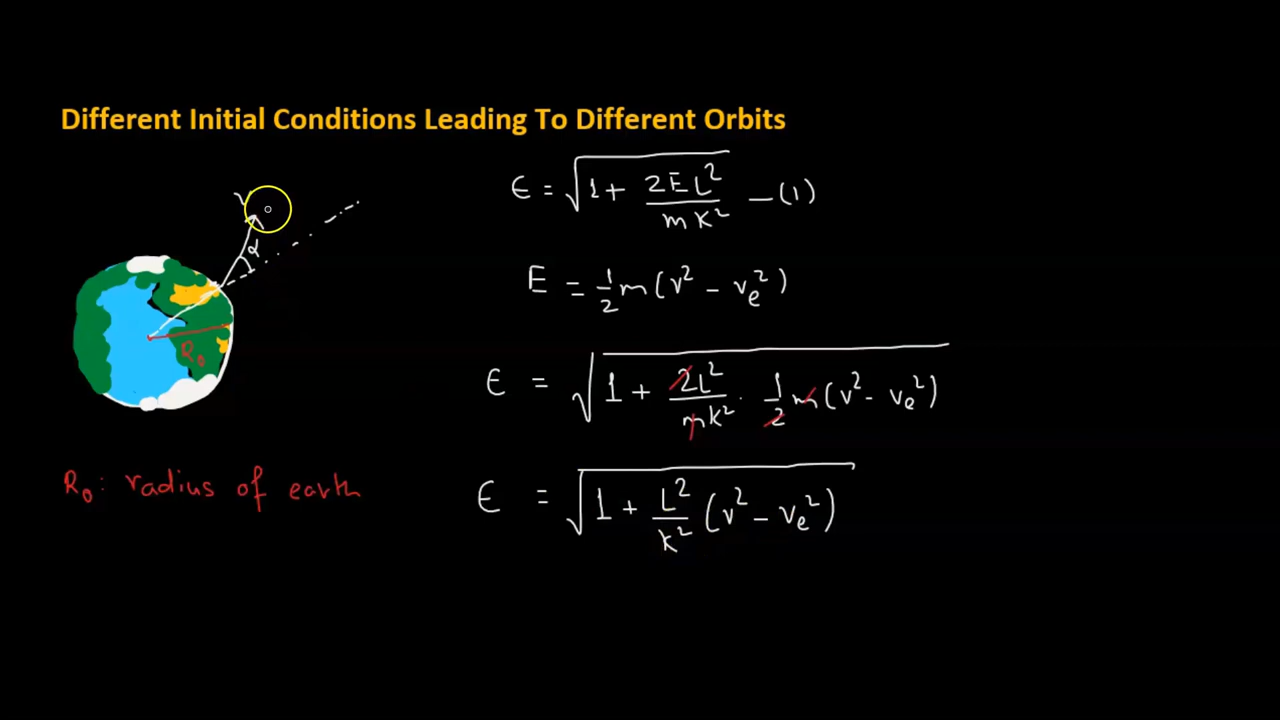 Different Initial Conditions Leading To Different Orbits
ϵ = √(1 + 2EL²/mK²) — (1)
v
α
E = ½m(v² − vₑ²)
R₀
ϵ = √(1 + 2L²/mK² · ½m(v² − vₑ²))
R₀: radius of earth
ϵ = √(1 + L²/K² (v² − vₑ²))